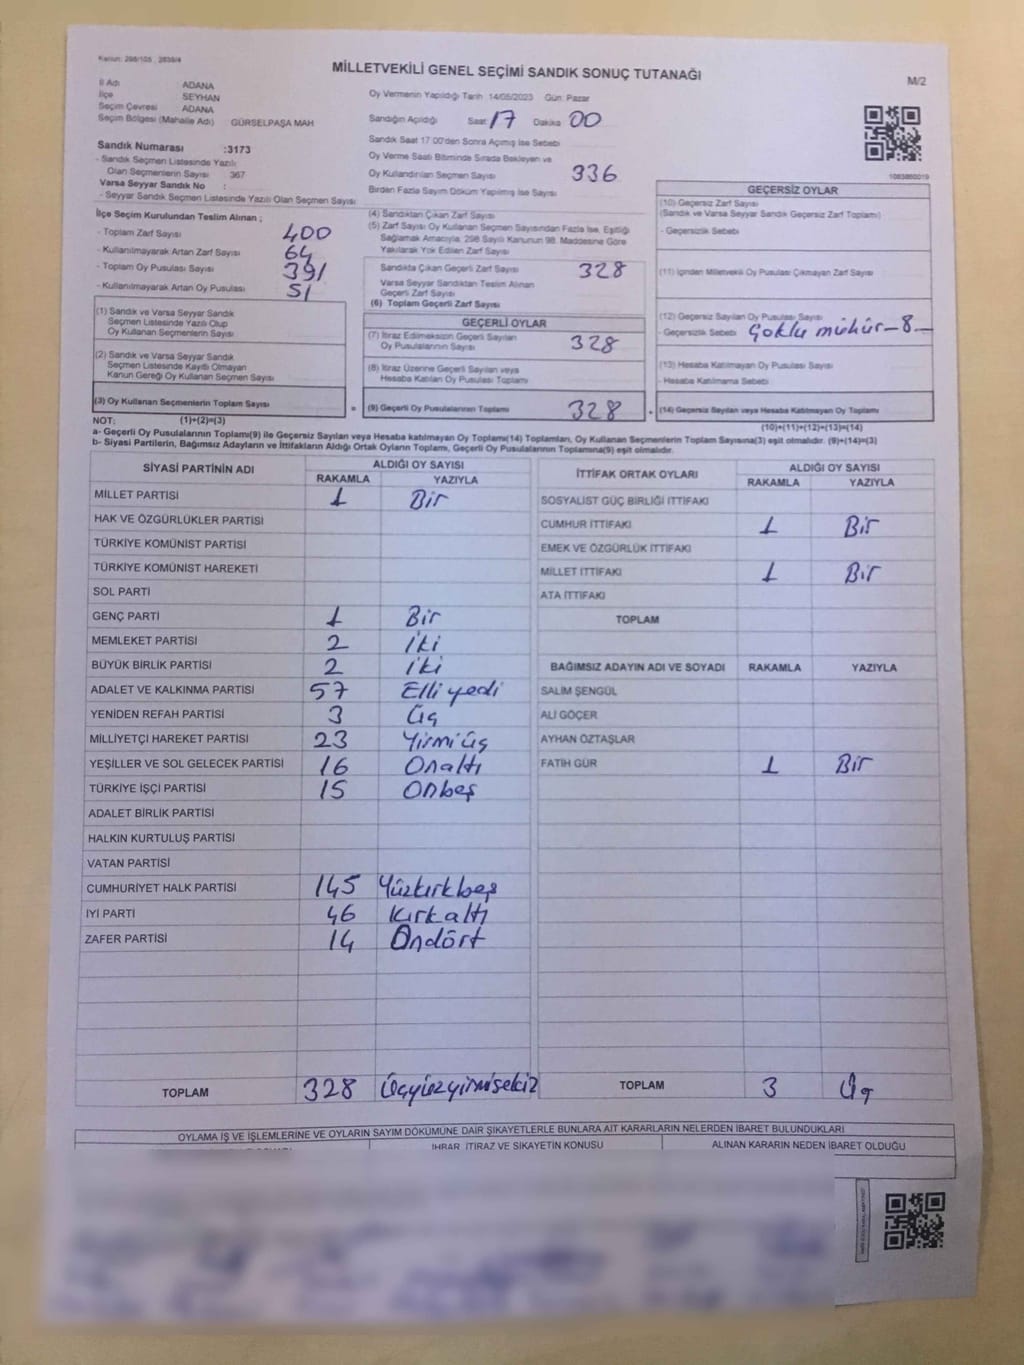 Kanun: 298/105 , 2839/4
MİLLETVEKİLİ GENEL SEÇİMİ SANDIK SONUÇ TUTANAĞI
M/2
İl Adı ADANA
İlçe SEYHAN
Seçim Çevresi ADANA
Seçim Bölgesi (Mahalle Adı) GÜRSELPAŞA MAH
Oy Vermenin Yapıldığı Tarih 14/05/2023 Gün: Pazar
Sandığın Açıldığı Saat 17 Dakika 00
Sandık Saat 17:00'den Sonra Açımış İse Sebebi
Oy Verme Saati Bitiminde Sırada Bekleyen ve
Oy Kullandırılan Seçmen Sayısı 336
Birden Fazla Sayım Döküm Yapılmış İse Sayısı
Sandık Numarası :3173
- Sandık Seçmen Listesinde Yazılı
Olan Seçmenlerin Sayısı 367
Varsa Seyyar Sandık No :
- Seyyar Sandık Seçmen Listesinde Yazılı Olan Seçmen Sayısı
İlçe Seçim Kurulundan Teslim Alınan ;
- Toplam Zarf Sayısı 400
- Kullanılmayarak Artan Zarf Sayısı 64
- Toplam Oy Pusulası Sayısı 391
- Kullanılmayarak Artan Oy Pusulası 51
(1) Sandık ve Varsa Seyyar Sandık
Seçmen Listesinde Yazılı Olup
Oy Kullanan Seçmenlerin Sayısı
(2) Sandık ve Varsa Seyyar Sandık
Seçmen Listesinde Kayıtlı Olmayan
Kanun Gereği Oy Kullanan Seçmen Sayısı
(3) Oy Kullanan Seçmenlerin Toplam Sayısı
(4) Sandıktan Çıkan Zarf Sayısı
(5) Zarf Sayısı Oy Kullanan Seçmen Sayısından Fazla İse, Eşitliği
Sağlamak Amacıyla, 298 Sayılı Kanunun 98. Maddesine Göre
Yakılarak Yok Edilen Zarf Sayısı
Sandıkta Çıkan Geçerli Zarf Sayısı 328
Varsa Seyyar Sandıktan Teslim Alınan
Geçerli Zarf Sayısı
(6) Toplam Geçerli Zarf Sayısı
GEÇERLİ OYLAR
(7) İtiraz Edilmeksizin Geçerli Sayılan
Oy Pusulalarının Sayısı 328
(8) İtiraz Üzerine Geçerli Sayılan veya
Hesaba Katılan Oy Pusulası Toplamı
= (9) Geçerli Oy Pusulalarının Toplamı 328 +
1083860019
GEÇERSİZ OYLAR
(10) Geçersiz Zarf Sayısı
(Sandık ve Varsa Seyyar Sandık Geçersiz Zarf Toplamı)
- Geçersizlik Sebebi
(11) İçinden Milletvekili Oy Pusulası Çıkmayan Zarf Sayısı
(12) Geçersiz Sayılan Oy Pusulası Sayısı
- Geçersizlik Sebebi Çoklu mühür - 8 -
(13) Hesaba Katılmayan Oy Pusulası Sayısı
- Hesaba Katılmama Sebebi
(14) Geçersiz Sayılan veya Hesaba Katılmayan Oy Toplamı
NOT: (1)+(2)=(3) (10)+(11)+(12)+(13)=(14)
a- Geçerli Oy Pusulalarının Toplamı(9) ile Geçersiz Sayılan veya Hesaba katılmayan Oy Toplamı(14) Toplamları, Oy Kullanan Seçmenlerin Toplam Sayısına(3) eşit olmalıdır. (9)+(14)=(3)
b- Siyasi Partilerin, Bağımsız Adayların ve İttifakların Aldığı Ortak Oyların Toplamı, Geçerli Oy Pusulalarının Toplamına(9) eşit olmalıdır.
SİYASİ PARTİNİN ADI ALDIĞI OY SAYISI
RAKAMLA YAZIYLA
MİLLET PARTİSİ 1 Bir
HAK VE ÖZGÜRLÜKLER PARTİSİ
TÜRKİYE KOMÜNİST PARTİSİ
TÜRKİYE KOMÜNİST HAREKETİ
SOL PARTİ
GENÇ PARTİ 1 Bir
MEMLEKET PARTİSİ 2 iki
BÜYÜK BİRLİK PARTİSİ 2 iki
ADALET VE KALKINMA PARTİSİ 57 Elli yedi
YENİDEN REFAH PARTİSİ 3 Üç
MİLLİYETÇİ HAREKET PARTİSİ 23 Yirmi üç
YEŞİLLER VE SOL GELECEK PARTİSİ 16 Onaltı
TÜRKİYE İŞÇİ PARTİSİ 15 Onbeş
ADALET BİRLİK PARTİSİ
HALKIN KURTULUŞ PARTİSİ
VATAN PARTİSİ
CUMHURİYET HALK PARTİSİ 145 Yüzkırkbeş
İYİ PARTİ 46 Kırkaltı
ZAFER PARTİSİ 14 Öndört
TOPLAM 328 Üçyüzyirmisekiz
İTTİFAK ORTAK OYLARI ALDIĞI OY SAYISI
RAKAMLA YAZIYLA
SOSYALİST GÜÇ BİRLİĞİ İTTİFAKI
CUMHUR İTTİFAKI 1 Bir
EMEK VE ÖZGÜRLÜK İTTİFAKI
MİLLET İTTİFAKI 1 Bir
ATA İTTİFAKI
TOPLAM
BAĞIMSIZ ADAYIN ADI VE SOYADI RAKAMLA YAZIYLA
SALİM ŞENGÜL
ALİ GÖÇER
AYHAN ÖZTAŞLAR
FATİH GÜR 1 Bir
TOPLAM 3 Üç
OYLAMA İŞ VE İŞLEMLERİNE VE OYLARIN SAYIM DÖKÜMÜNE DAİR ŞİKAYETLERLE BUNLARA AİT KARARLARIN NELERDEN İBARET BULUNDUKLARI
İHBAR, İTİRAZ VE ŞİKAYETİN KONUSU ALINAN KARARIN NEDEN İBARET OLDUĞU